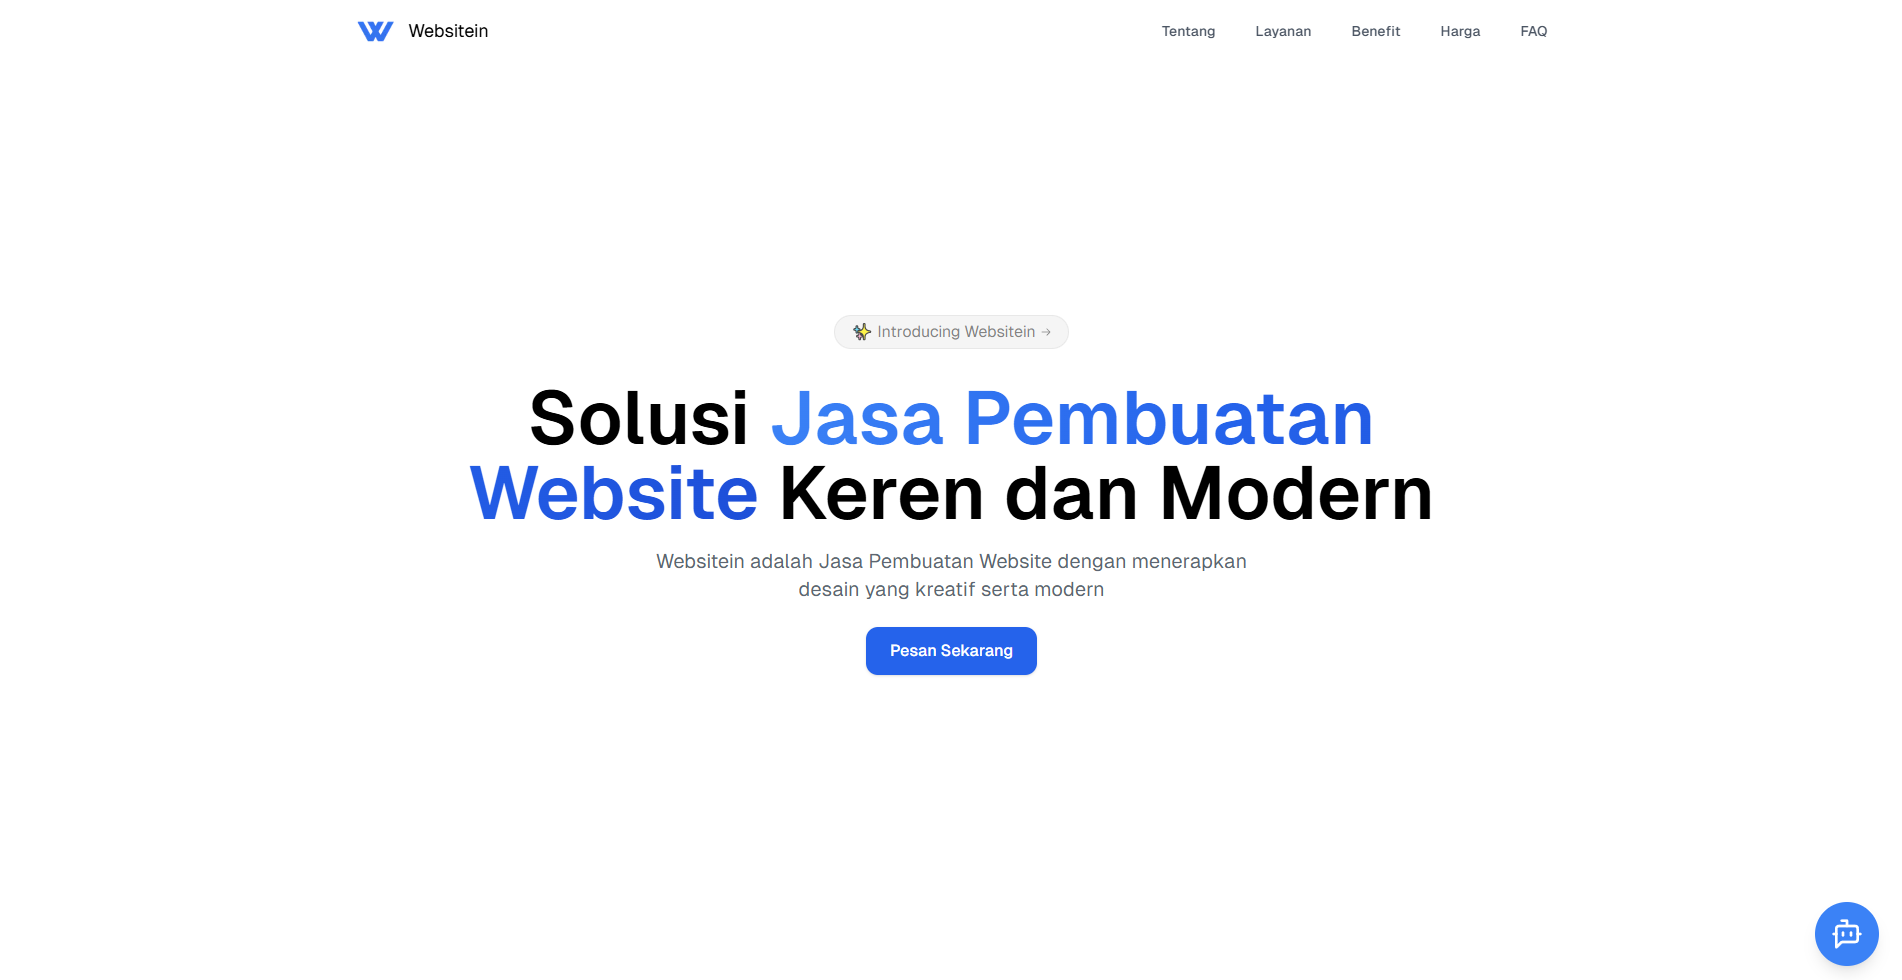 Websitein
Tentang
Layanan
Benefit
Harga
FAQ
✨ Introducing Websitein →
Solusi Jasa Pembuatan
Website Keren dan Modern
Websitein adalah Jasa Pembuatan Website dengan menerapkan
desain yang kreatif serta modern
Pesan Sekarang